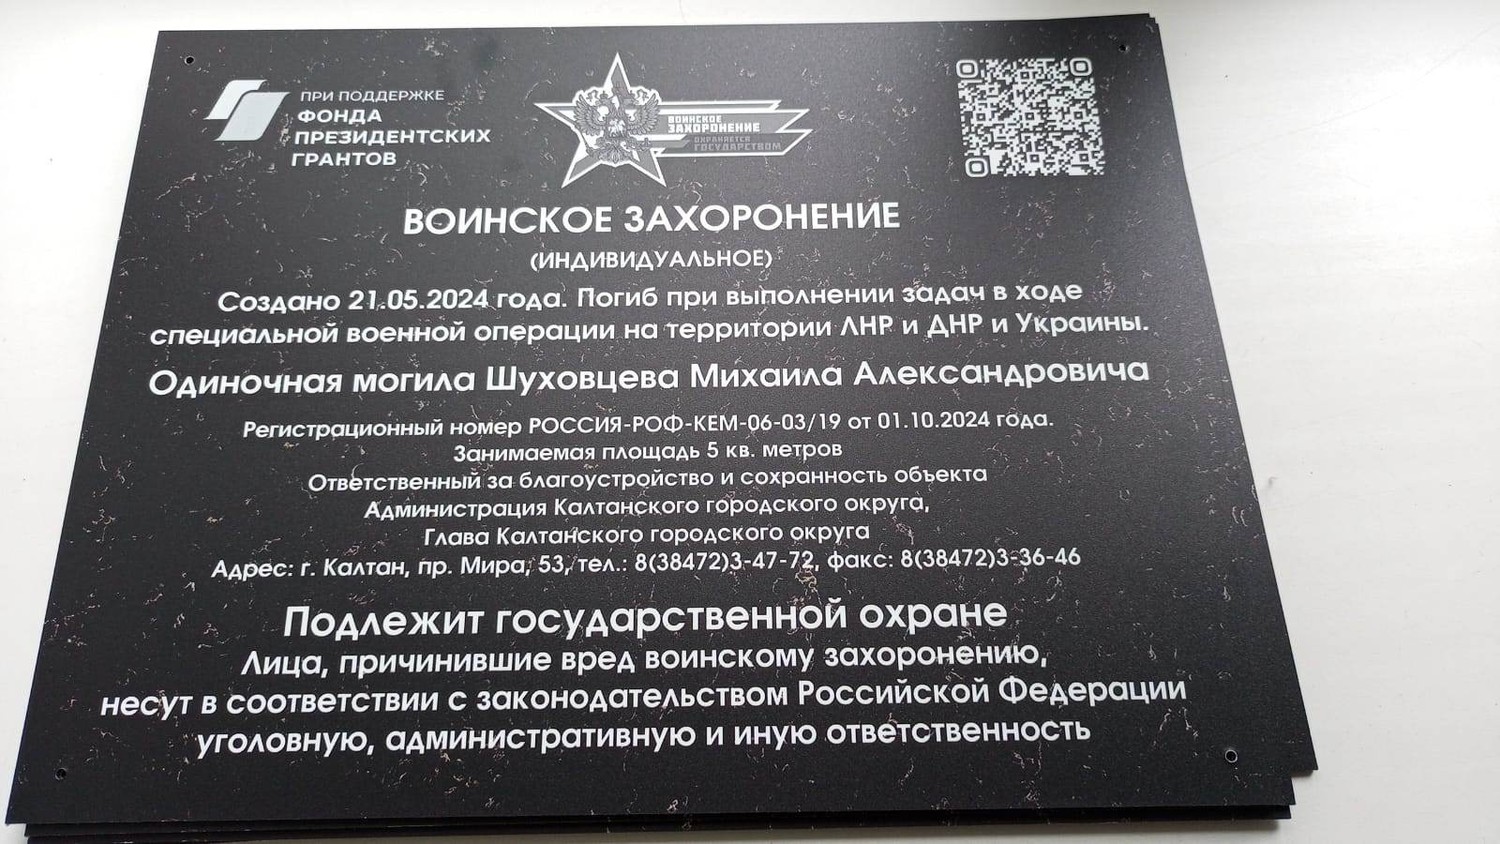 ПРИ ПОДДЕРЖКЕ
ФОНДА
ПРЕЗИДЕНТСКИХ
ГРАНТОВ
ВОИНСКОЕ
ЗАХОРОНЕНИЕ
ОХРАНЯЕТСЯ
ГОСУДАРСТВОМ
ВОИНСКОЕ ЗАХОРОНЕНИЕ
(ИНДИВИДУАЛЬНОЕ)
Создано 21.05.2024 года. Погиб при выполнении задач в ходе
специальной военной операции на территории ЛНР и ДНР и Украины.
Одиночная могила Шуховцева Михаила Александровича
Регистрационный номер РОССИЯ-РОФ-КЕМ-06-03/19 от 01.10.2024 года.
Занимаемая площадь 5 кв. метров
Ответственный за благоустройство и сохранность объекта
Администрация Калтанского городского округа,
Глава Калтанского городского округа
Адрес: г. Калтан, пр. Мира, 53, тел.: 8(38472)3-47-72, факс: 8(38472)3-36-46
Подлежит государственной охране
Лица, причинившие вред воинскому захоронению,
несут в соответствии с законодательством Российской Федерации
уголовную, административную и иную ответственность